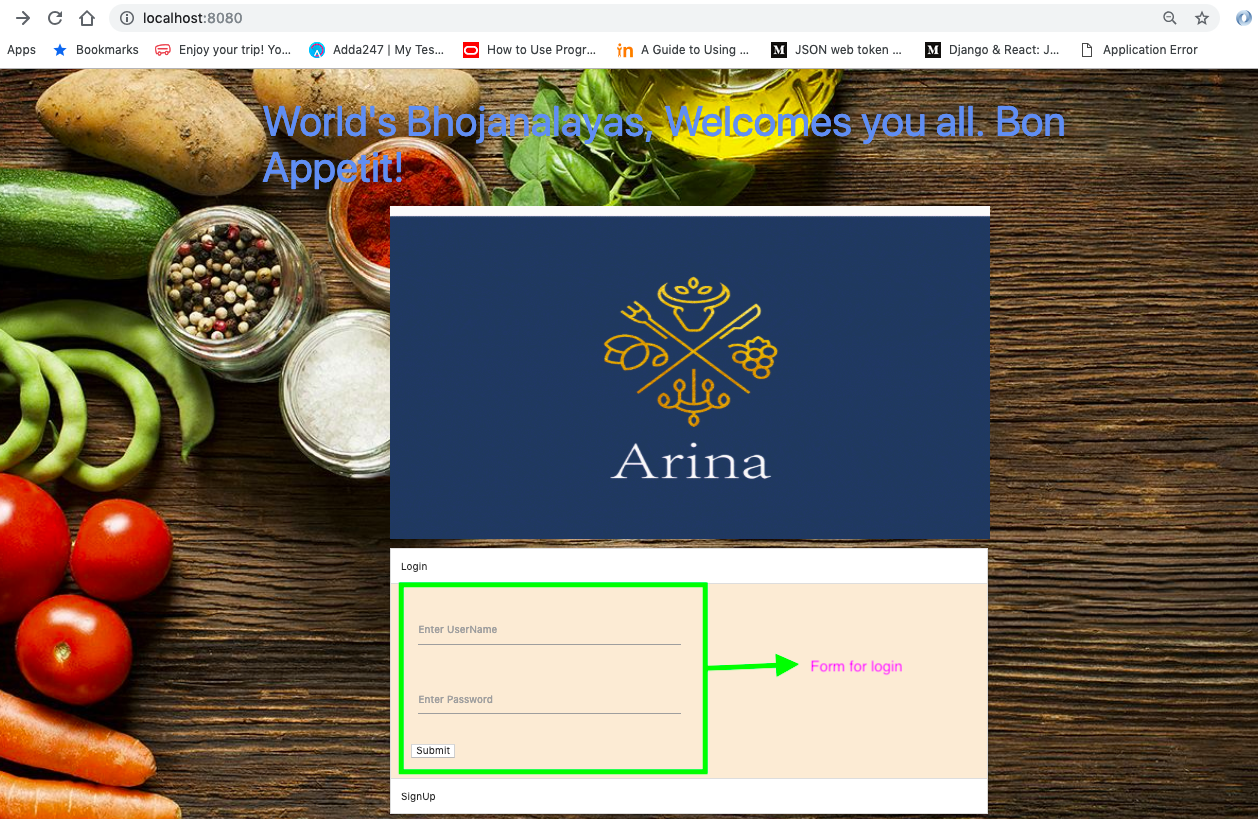 localhost:8080
Apps Bookmarks Enjoy your trip! Yo... Adda247 | My Tes... How to Use Progr... in A Guide to Using ... M JSON web token ... M Django & React: J... Application Error
World's Bhojanalayas, Welcomes you all. Bon
Appetit!
Arina
Login
Enter UserName
Form for login
Enter Password
Submit
SignUp